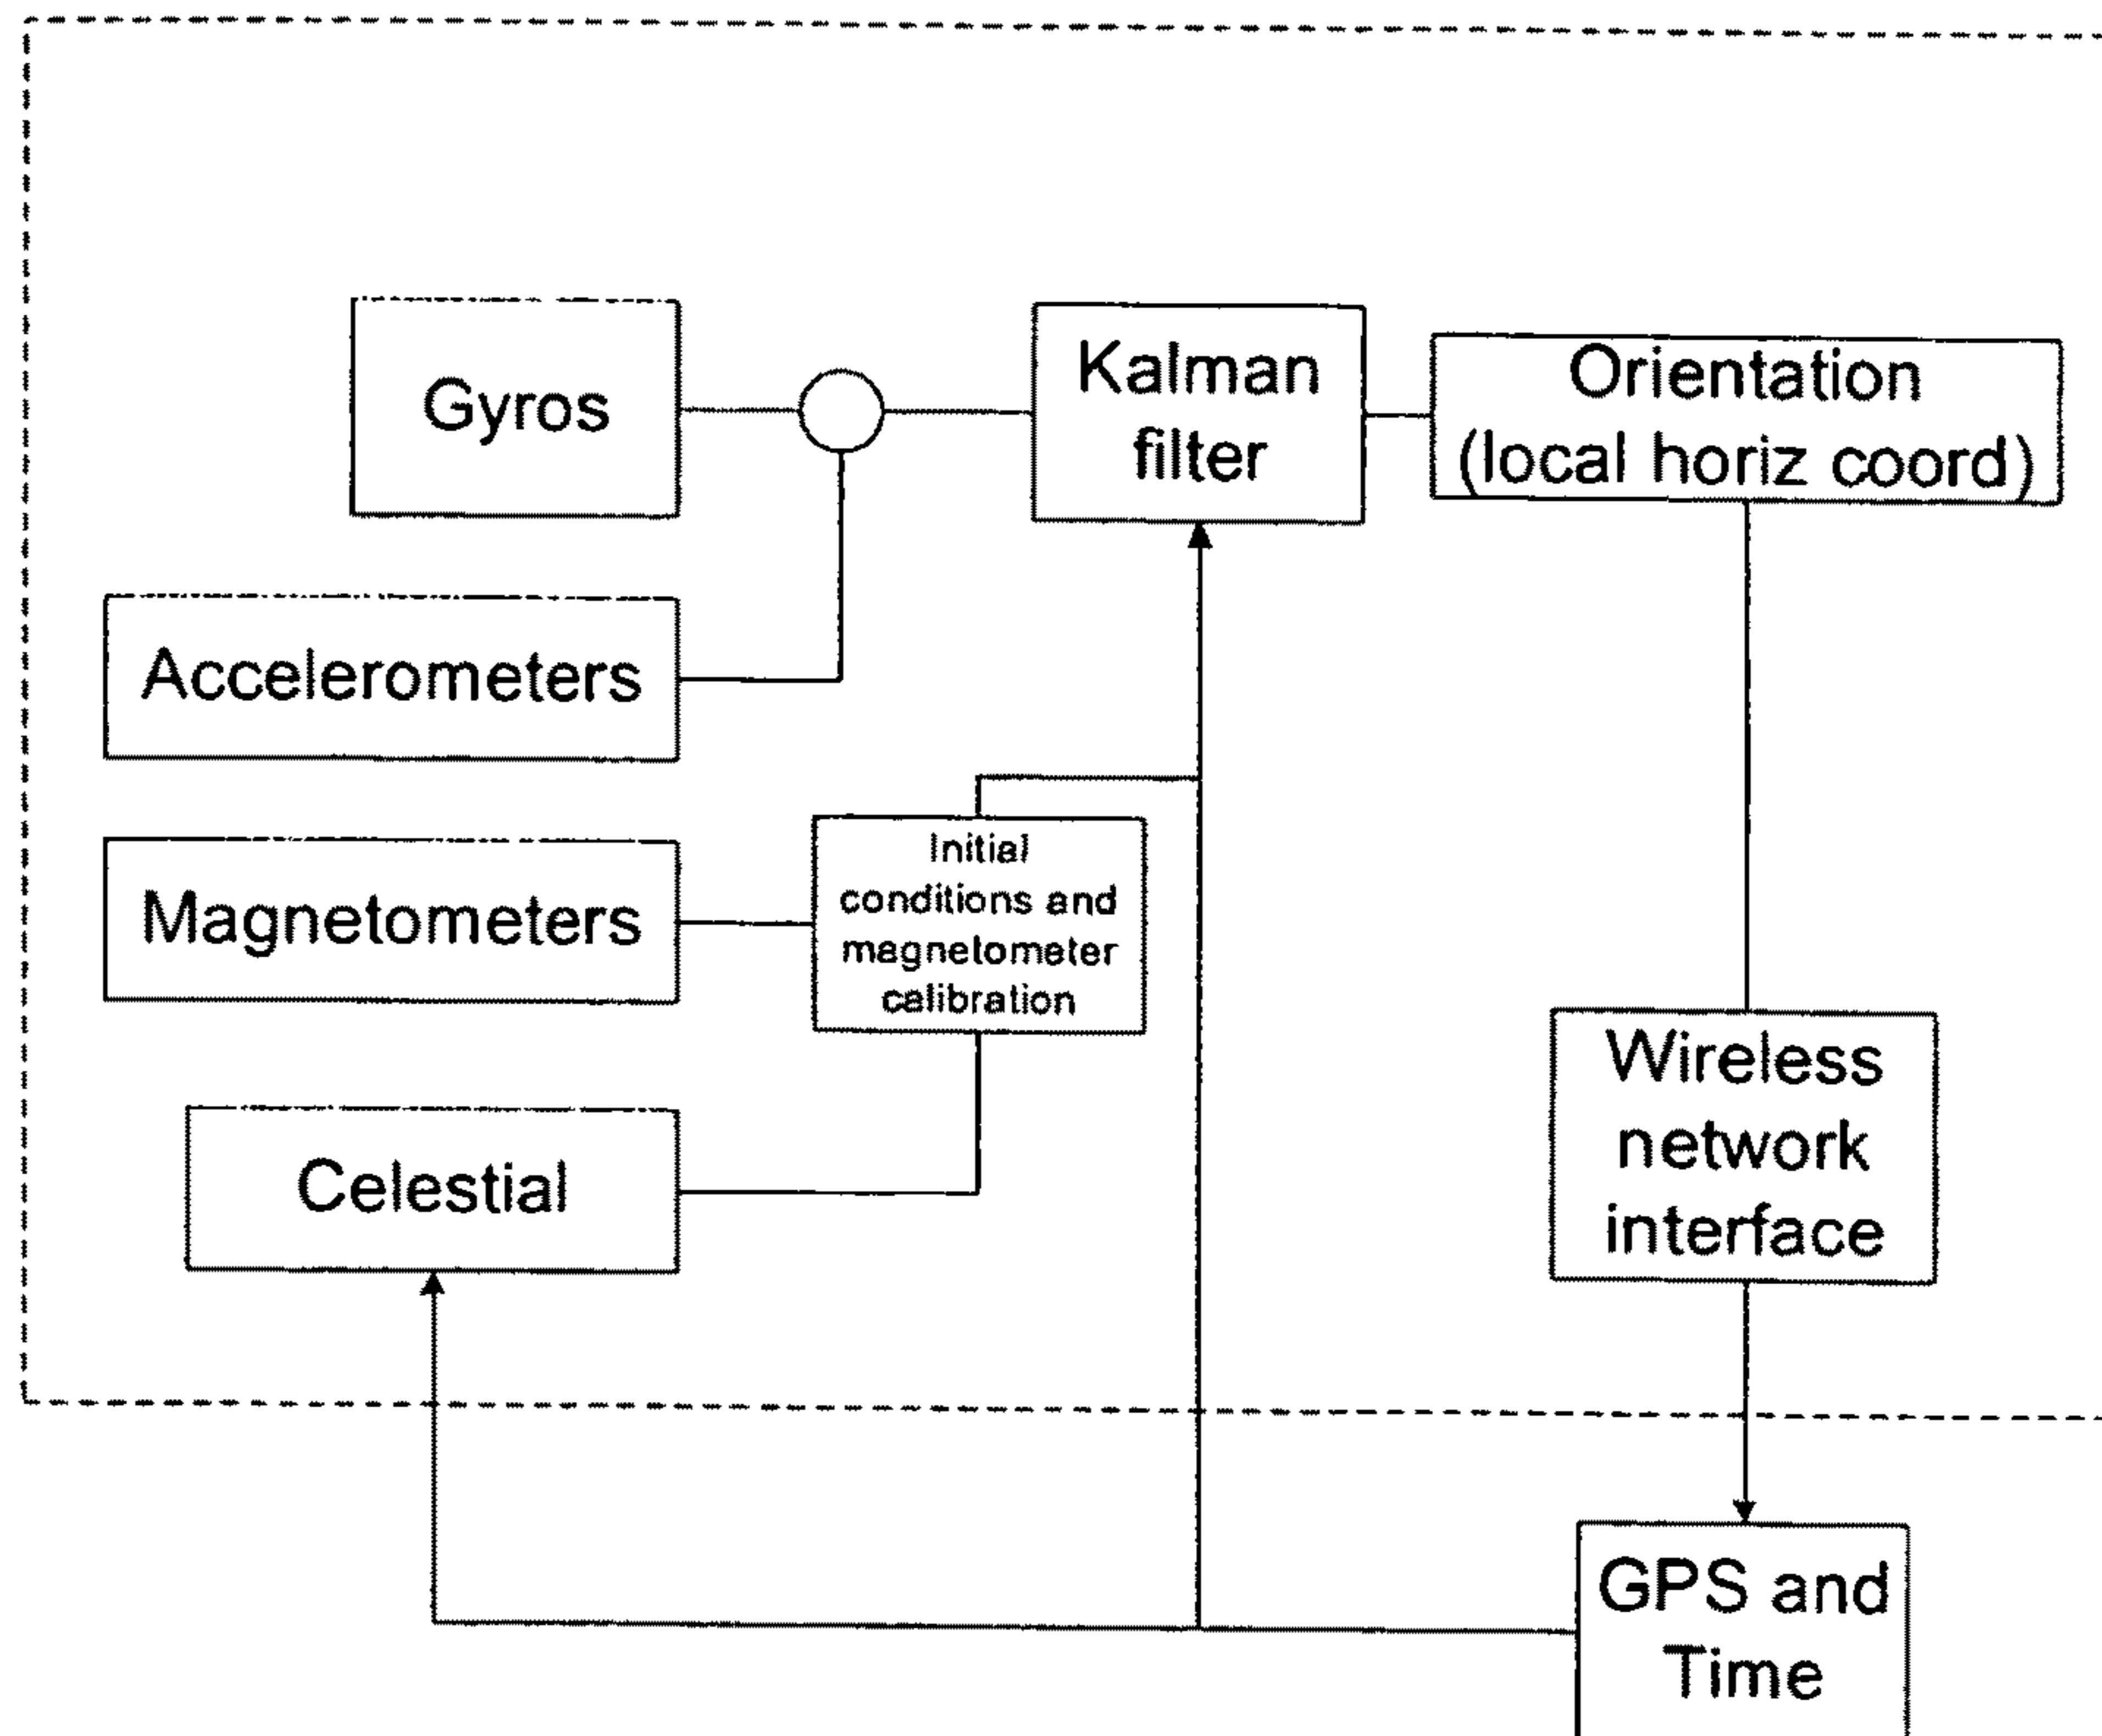 Gyros
Kalman
filter
Orientation
(local horiz coord)
Accelerometers
Magnetometers
Initial
conditions and
magnetometer
calibration
Celestial
Wireless
network
interface
GPS and
Time